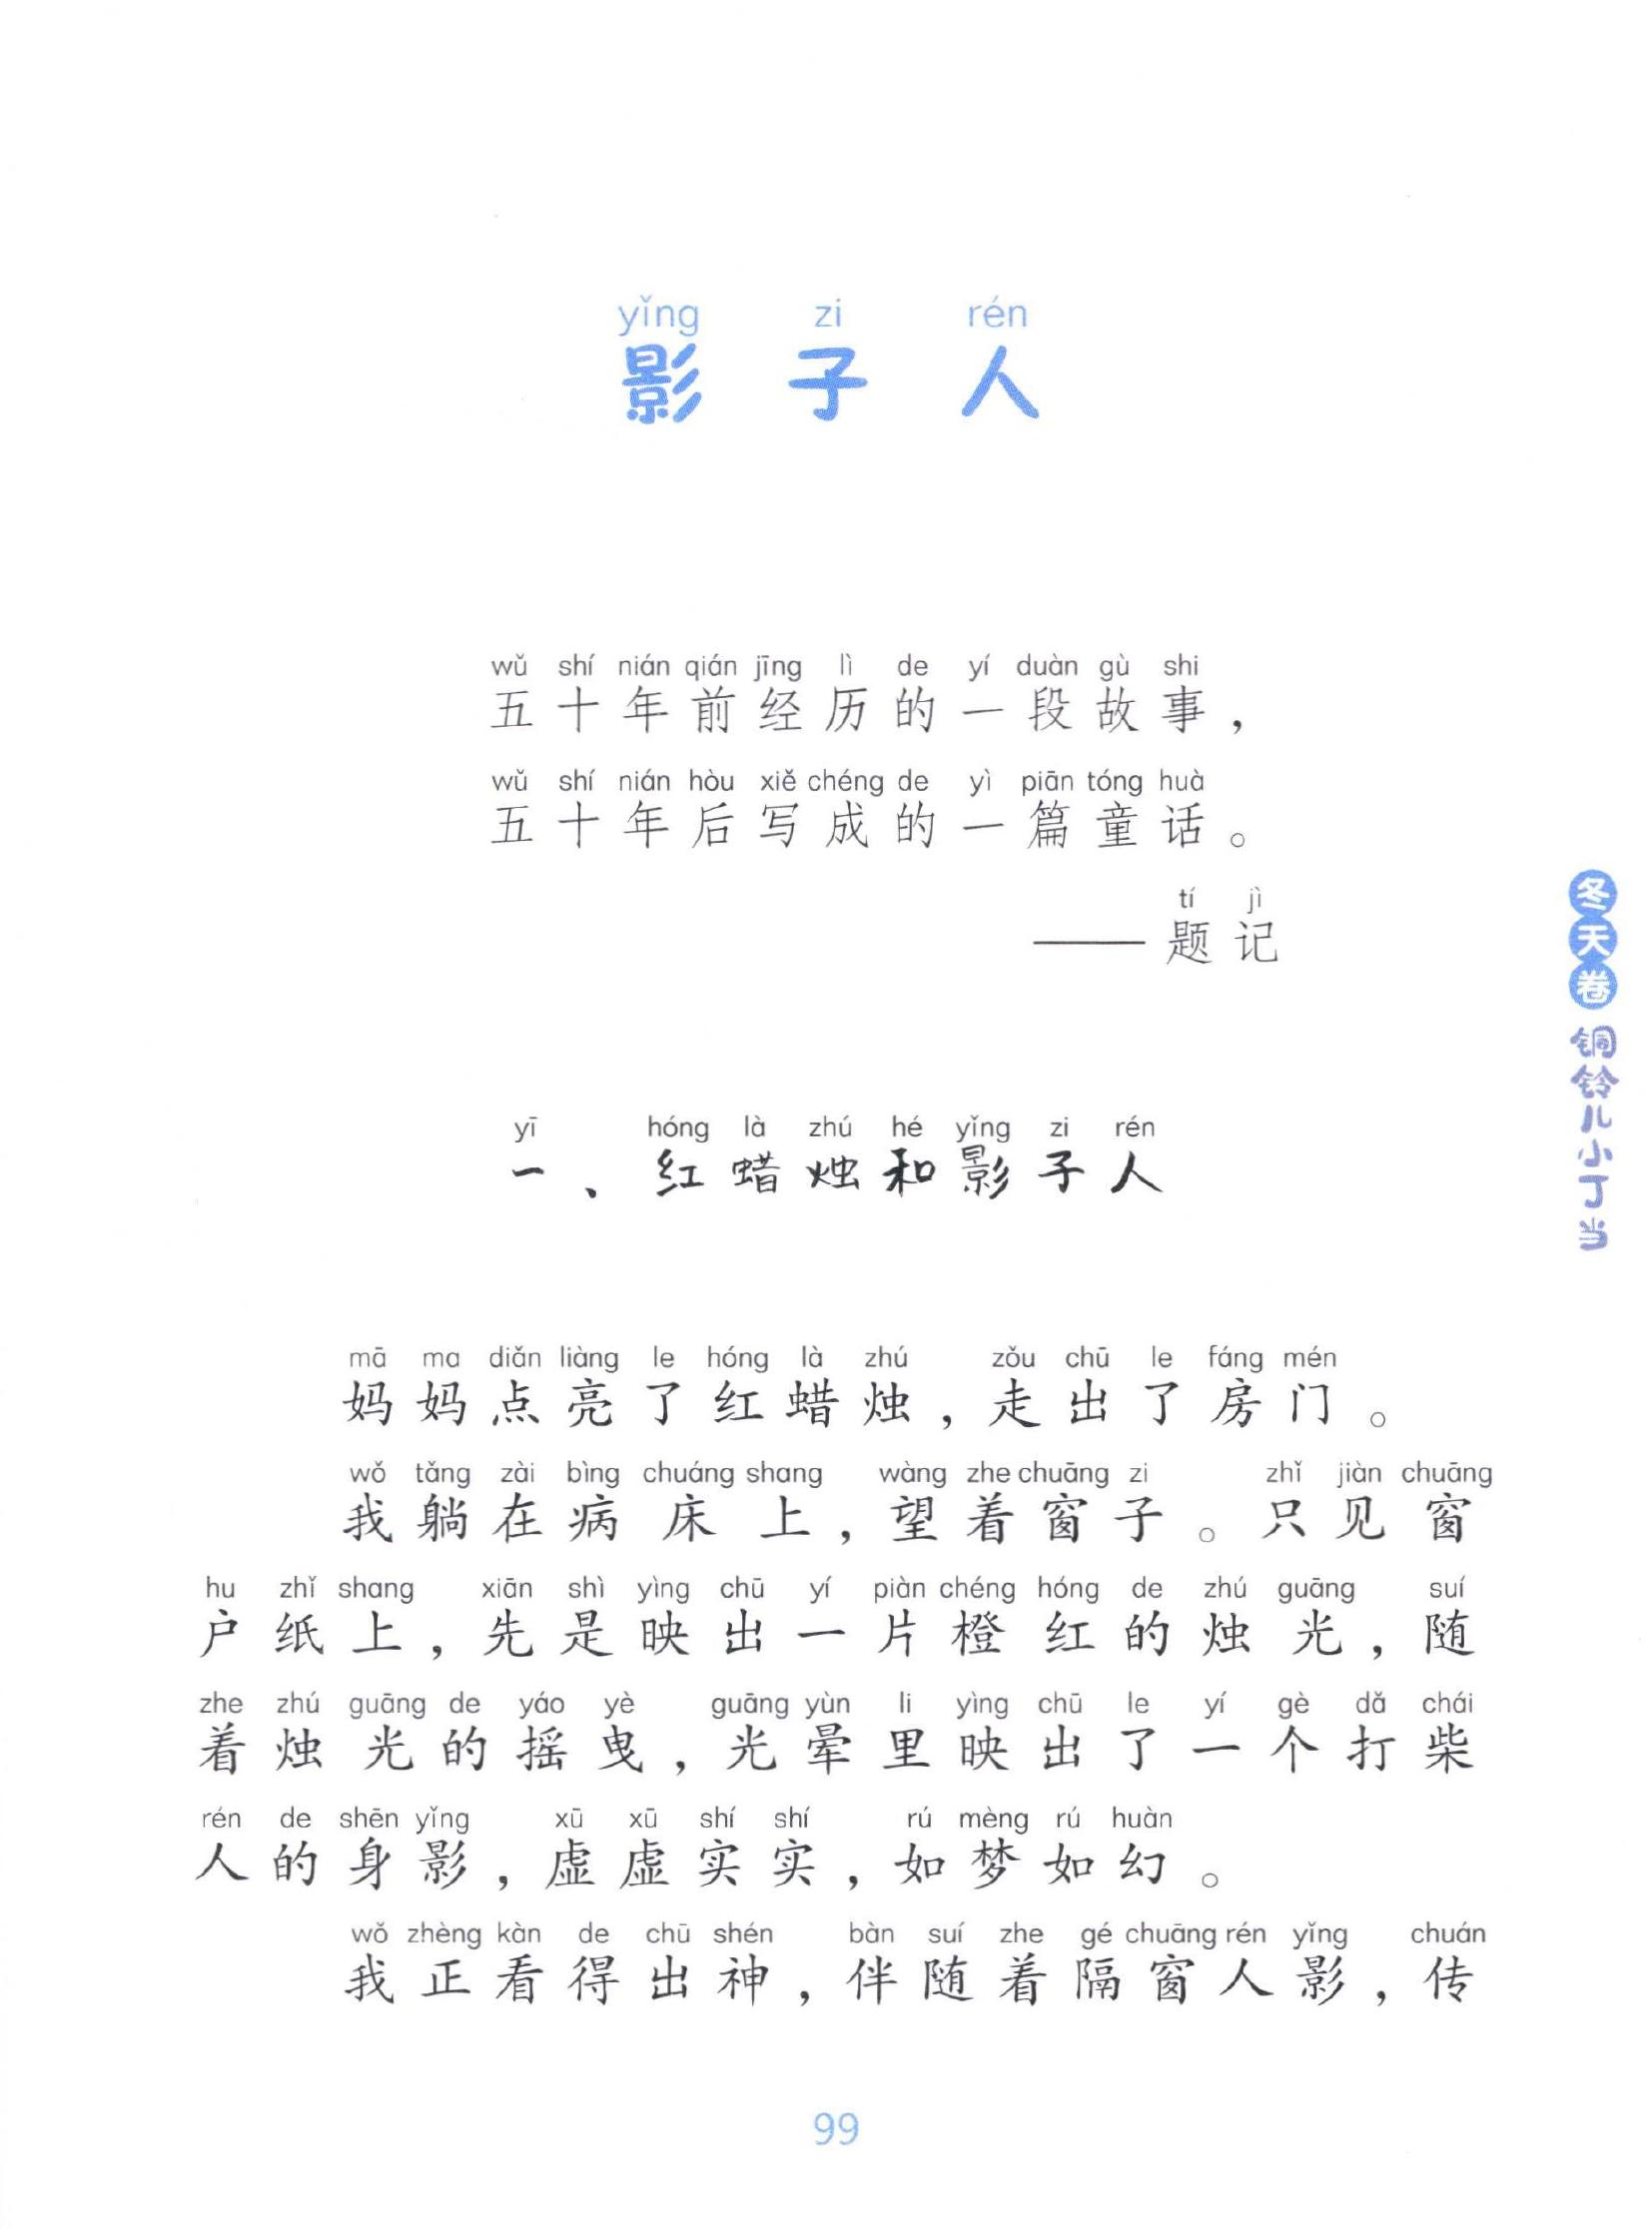 yǐng zi rén
影子人
wǔ shí nián qián jīng lì de yí duàn gù shi
五十年前经历的一段故事，
wǔ shí nián hòu xiě chéng de yì piān tóng huà
五十年后写成的一篇童话。
tí jì
——题记
yī hóng là zhú hé yǐng zi rén
一、红蜡烛和影子人
mā ma diǎn liàng le hóng là zhú zǒu chū le fáng mén
妈妈点亮了红蜡烛，走出了房门。
wǒ tǎng zài bìng chuáng shang wàng zhe chuāng zi zhǐ jiàn chuāng
我躺在病床上，望着窗子。只见窗
hu zhǐ shang xiān shì yìng chū yí piàn chéng hóng de zhú guāng suí
户纸上，先是映出一片橙红的烛光，随
zhe zhú guāng de yáo yè guāng yùn li yìng chū le yí gè dǎ chái
着烛光的摇曳，光晕里映出了一个打柴
rén de shēn yǐng xū xū shí shí rú mèng rú huàn
人的身影，虚虚实实，如梦如幻。
wǒ zhèng kàn de chū shén bàn suí zhe gé chuāng rén yǐng chuán
我正看得出神，伴随着隔窗人影，传
99
冬天卷 铜铃儿小丁当